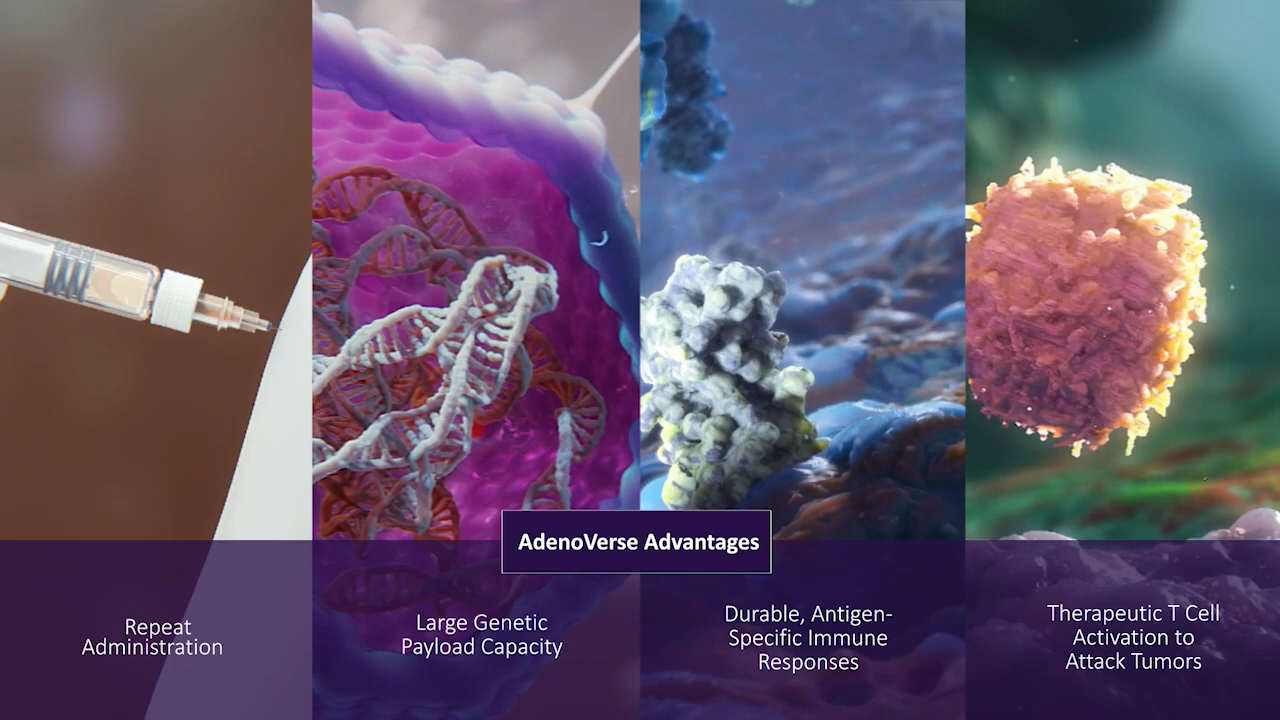 AdenoVerse Advantages
Repeat
Administration
Large Genetic
Payload Capacity
Durable, Antigen-
Specific Immune
Responses
Therapeutic T Cell
Activation to
Attack Tumors